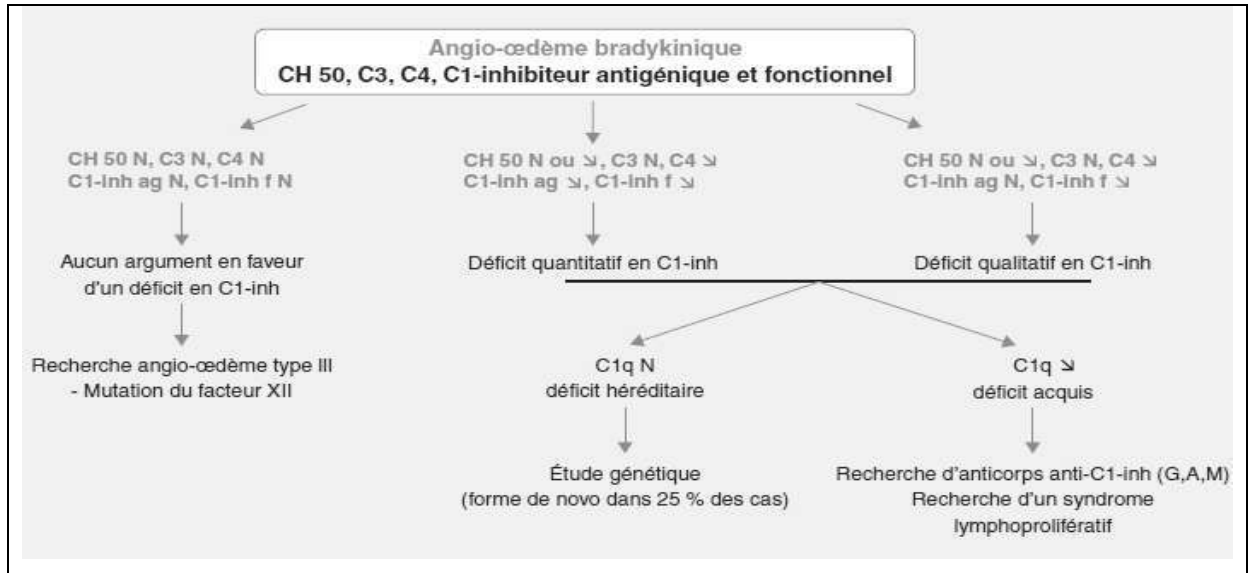 Angio-œdème bradykinique
CH 50, C3, C4, C1-inhibiteur antigénique et fonctionnel
CH 50 N, C3 N, C4 N
C1-inh ag N, C1-inh f N
CH 50 N ou ↘, C3 N, C4 ↘
C1-inh ag ↘, C1-inh f ↘
CH 50 N ou ↘, C3 N, C4 ↘
C1-inh ag N, C1-inh f ↘
Aucun argument en faveur
d'un déficit en C1-inh
Déficit quantitatif en C1-inh
Déficit qualitatif en C1-inh
Recherche angio-œdème type III
- Mutation du facteur XII
C1q N
déficit héréditaire
C1q ↘
déficit acquis
Étude génétique
(forme de novo dans 25 % des cas)
Recherche d'anticorps anti-C1-inh (G,A,M)
Recherche d'un syndrome
lymphoprolifératif